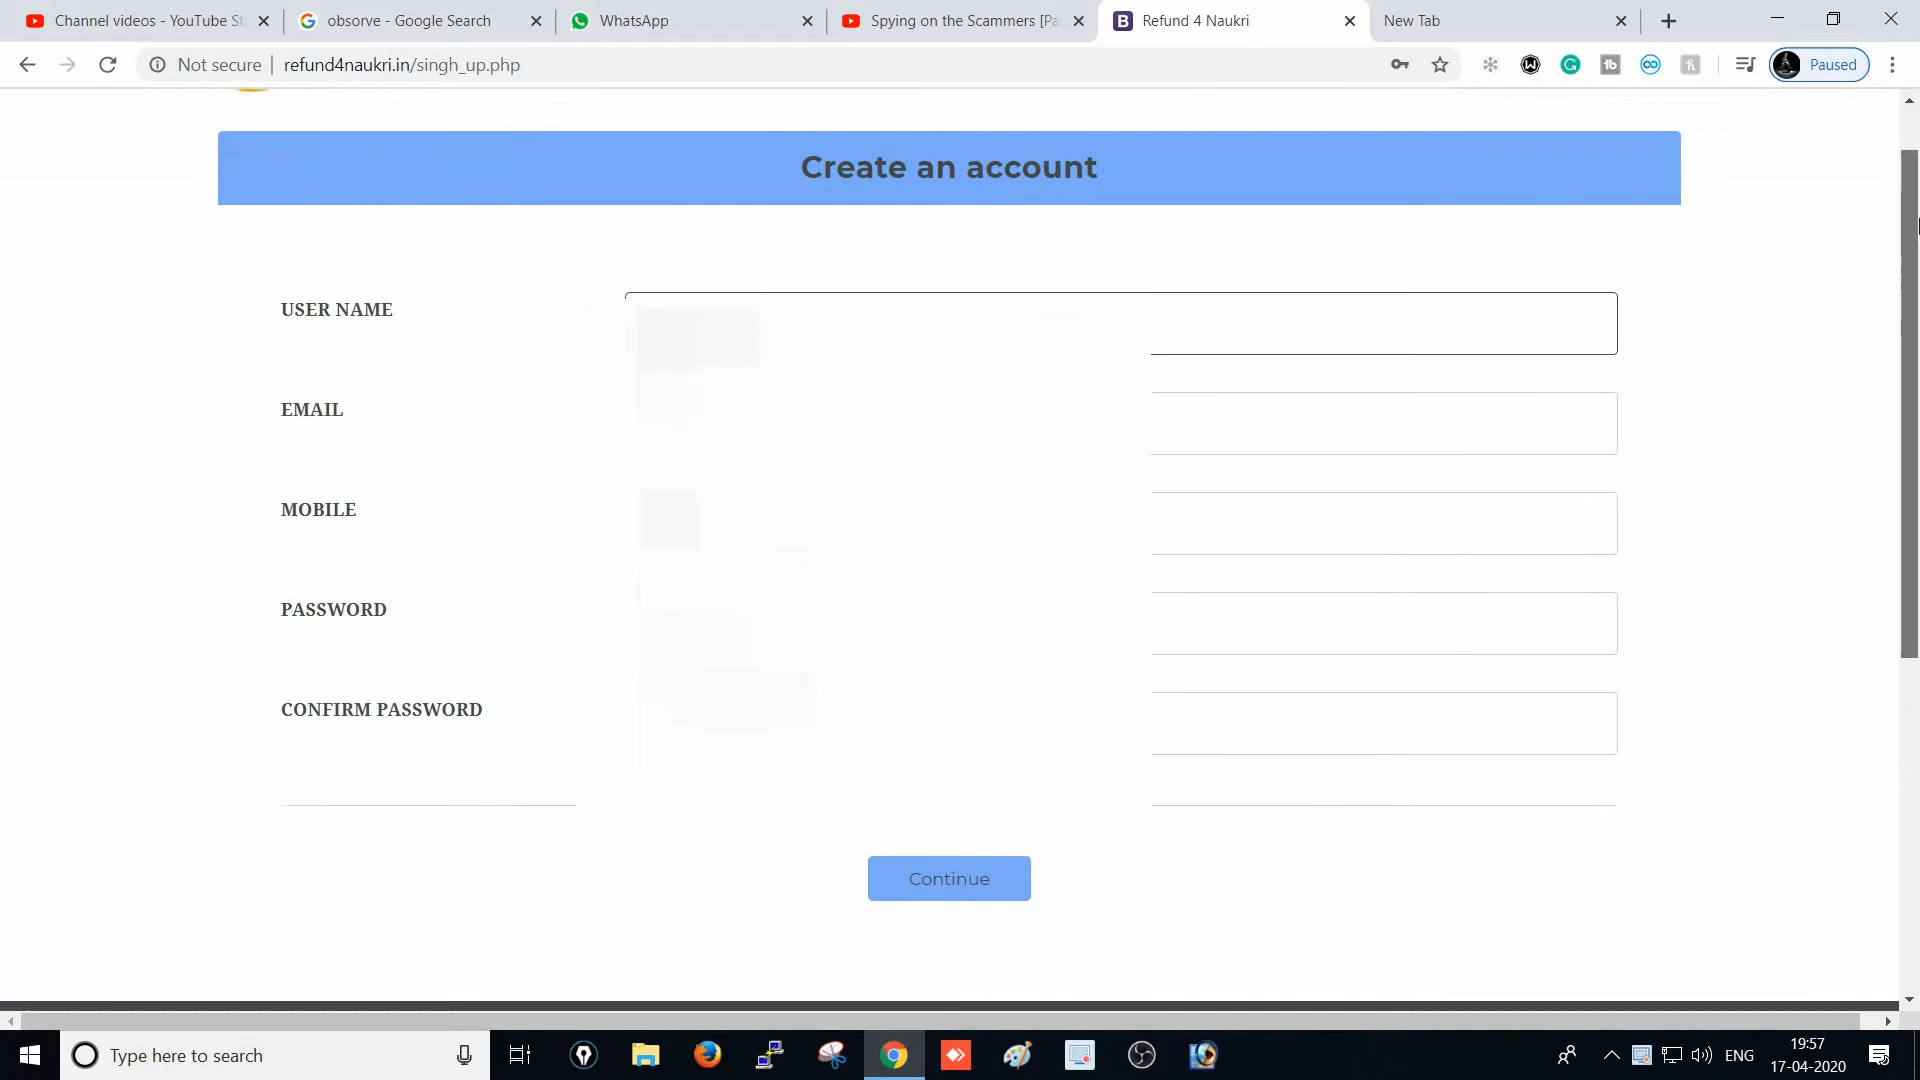 Channel videos - YouTube St
obsorve - Google Search
WhatsApp
Spying on the Scammers [Pa
Refund 4 Naukri
New Tab
Not secure | refund4naukri.in/singh_up.php
Paused
Create an account
USER NAME
EMAIL
MOBILE
PASSWORD
CONFIRM PASSWORD
Continue
Type here to search
ENG
19:57
17-04-2020